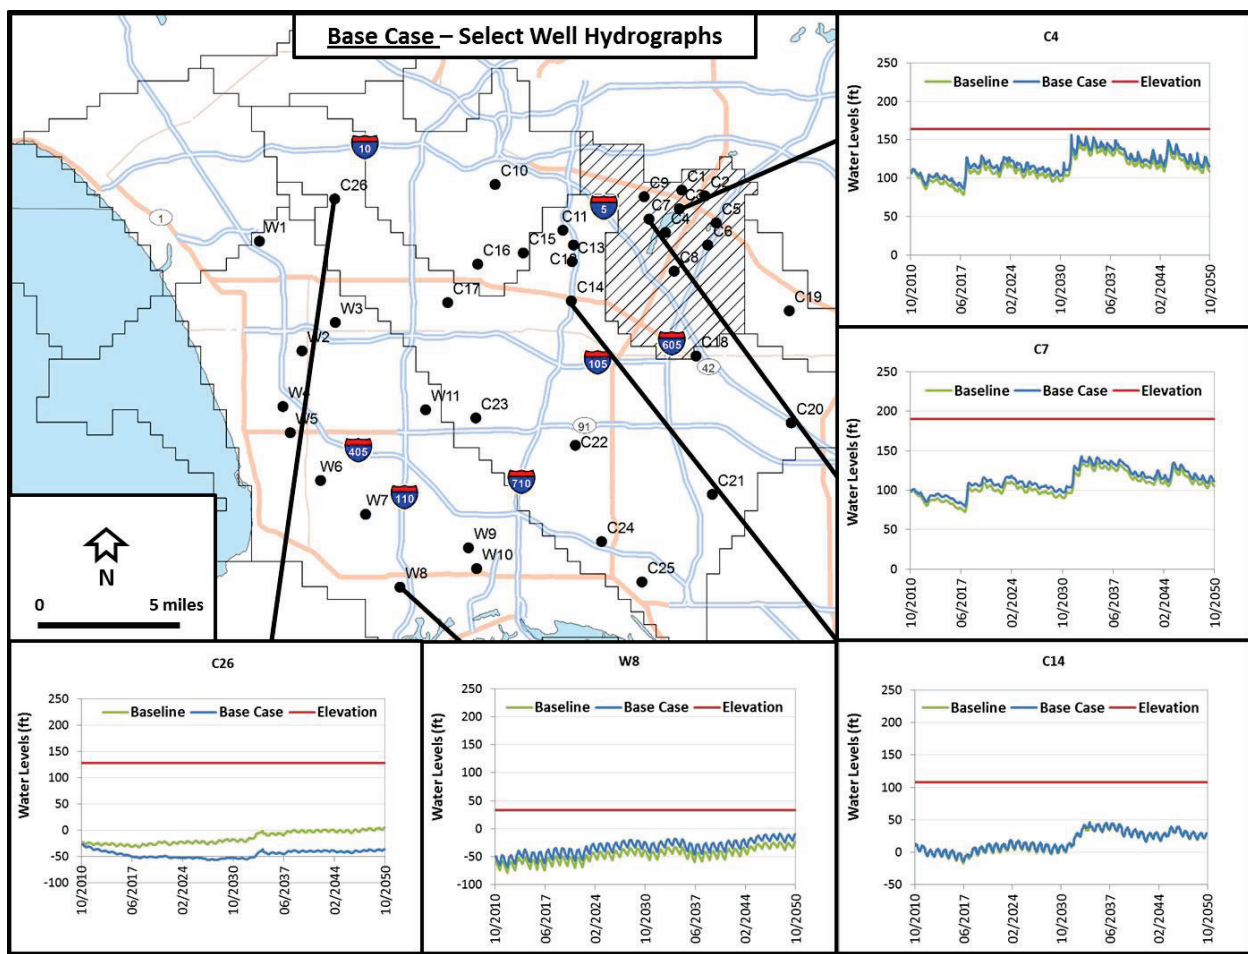 Base Case – Select Well Hydrographs
10
C26
C10
C9
C1
C2
C3
C7
C4
C5
C6
5
1
W1
C11
C15
C13
C16
C8
C17
C14
C19
W3
W2
605
C18
105
42
W4
W11
C23
W5
91
C20
C22
405
W6
710
110
C21
W7
C24
W9
W10
C25
W8
N
0 5 miles
C4
Baseline Base Case Elevation
Water Levels (ft)
250
200
150
100
50
0
10/2010 06/2017 02/2024 10/2030 06/2037 02/2044 10/2050
C7
Baseline Base Case Elevation
Water Levels (ft)
250
200
150
100
50
0
10/2010 06/2017 02/2024 10/2030 06/2037 02/2044 10/2050
C26
Baseline Base Case Elevation
Water Levels (ft)
250
200
150
100
50
0
-50
-100
10/2010 06/2017 02/2024 10/2030 06/2037 02/2044 10/2050
W8
Baseline Base Case Elevation
Water Levels (ft)
250
200
150
100
50
0
-50
-100
10/2010 06/2017 02/2024 10/2030 06/2037 02/2044 10/2050
C14
Baseline Base Case Elevation
Water Levels (ft)
250
200
150
100
50
0
-50
10/2010 06/2017 02/2024 10/2030 06/2037 02/2044 10/2050